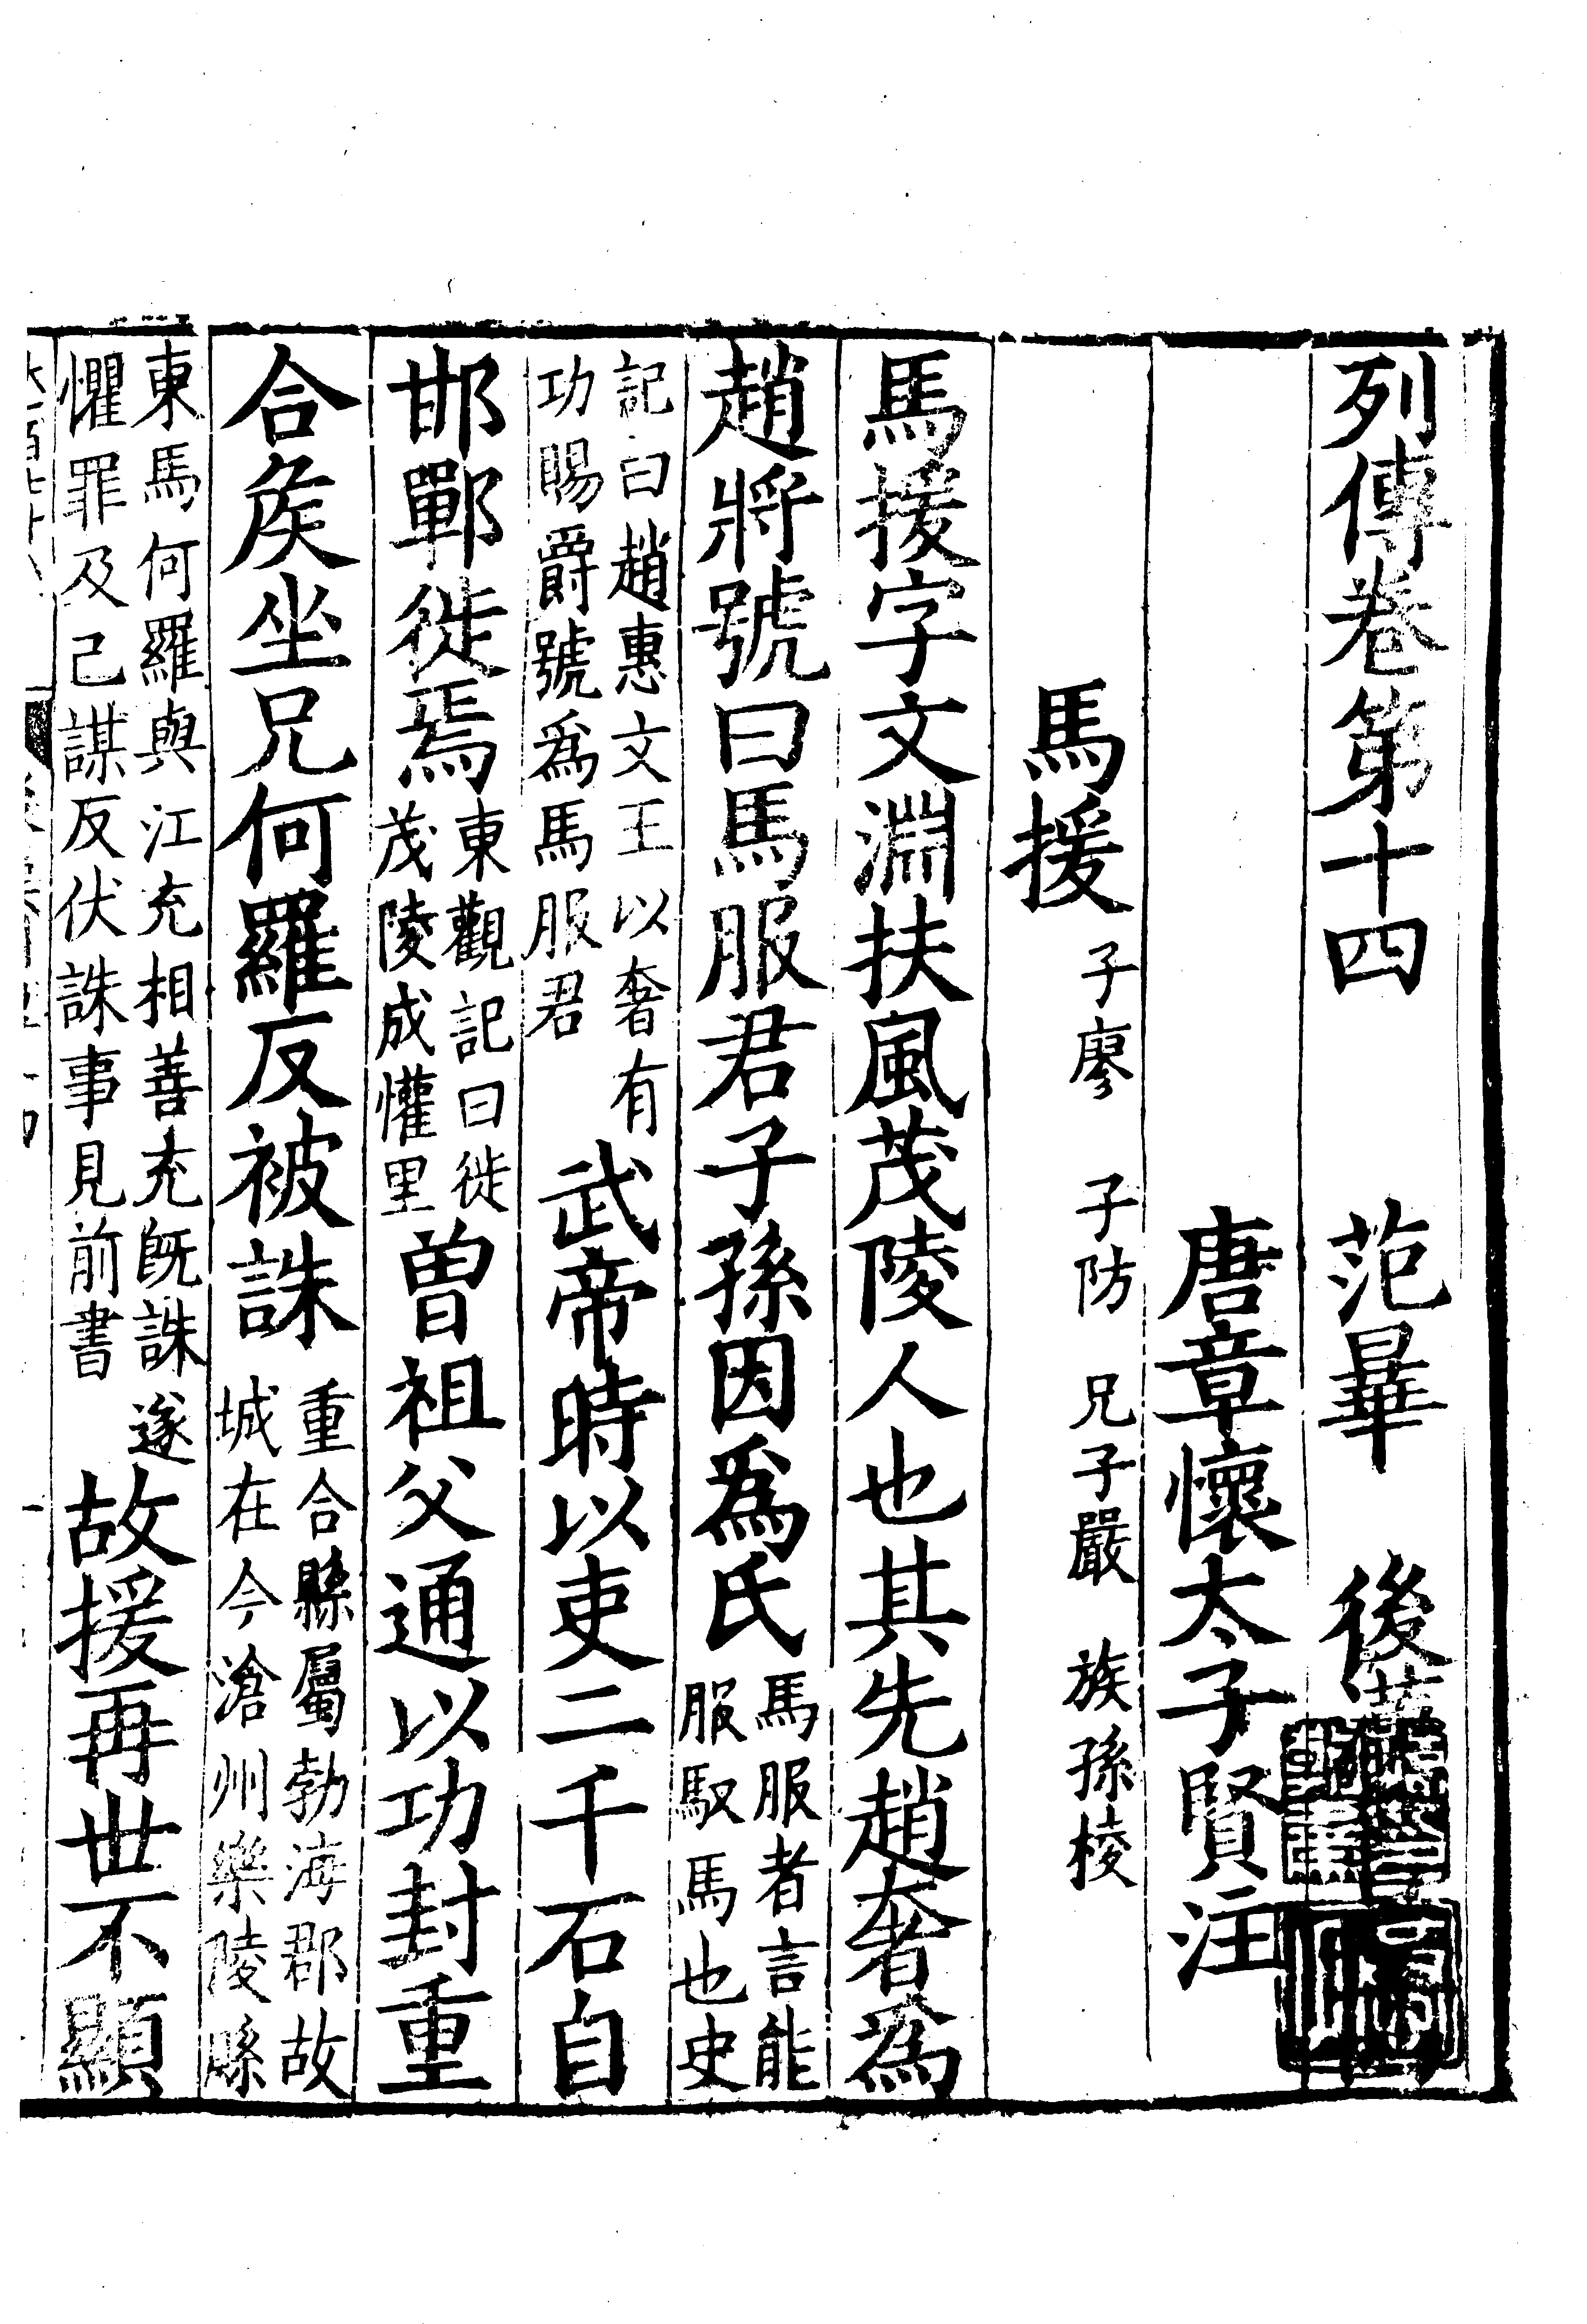 列傳卷第十四 范曄 後
唐章懷太子賢注
馬援 子廖 子防 兄子嚴 族孫棱
馬援字文淵扶風茂陵人也其先趙奢爲
趙將號曰馬服君子孫因爲氏 馬服者言能
服馭馬也史
記曰趙惠文王以奢有
功賜爵號爲馬服君 武帝時以吏二千石自
邯鄲徙焉 東觀記曰徙
茂陵成懽里 曾祖父通以功封重
合矦坐兄何羅反被誅 重合縣屬勃海郡故
城在今滄州樂陵縣
東馬何羅與江充相善充既誅遂
懼罪及己謀反伏誅事見前書 故援再世不顯